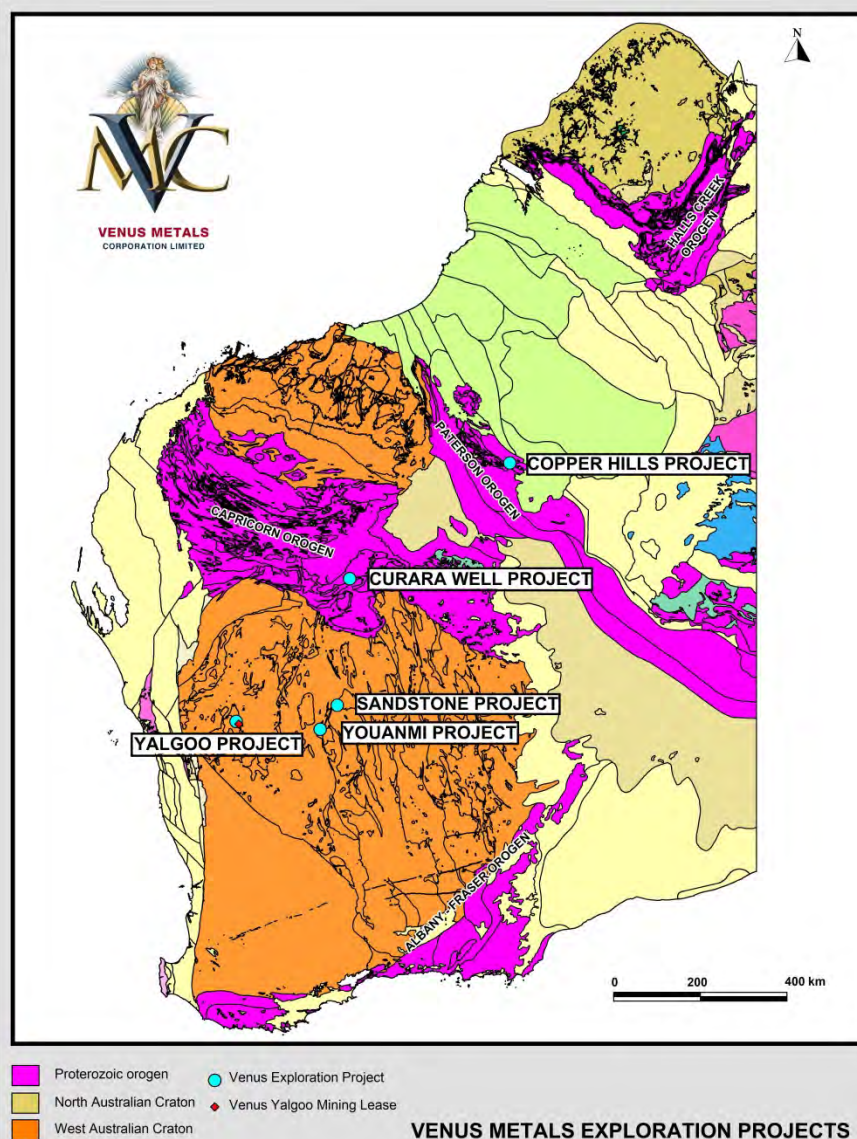 N
VMC
VENUS METALS
CORPORATION LIMITED
HALLS CREEK
OROGEN
PATERSON OROGEN
COPPER HILLS PROJECT
CAPRICORN OROGEN
CURARA WELL PROJECT
SANDSTONE PROJECT
YOUANMI PROJECT
YALGOO PROJECT
ALBANY - FRASER OROGEN
0 200 400 km
Proterozoic orogen
Venus Exploration Project
North Australian Craton
Venus Yalgoo Mining Lease
West Australian Craton
VENUS METALS EXPLORATION PROJECTS